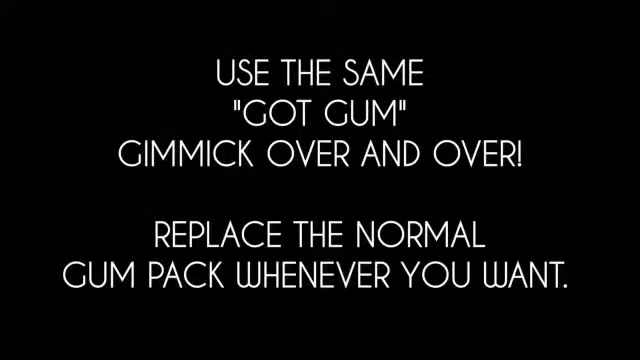 USE THE SAME
"GOT GUM"
GIMMICK OVER AND OVER!
REPLACE THE NORMAL
GUM PACK WHENEVER YOU WANT.